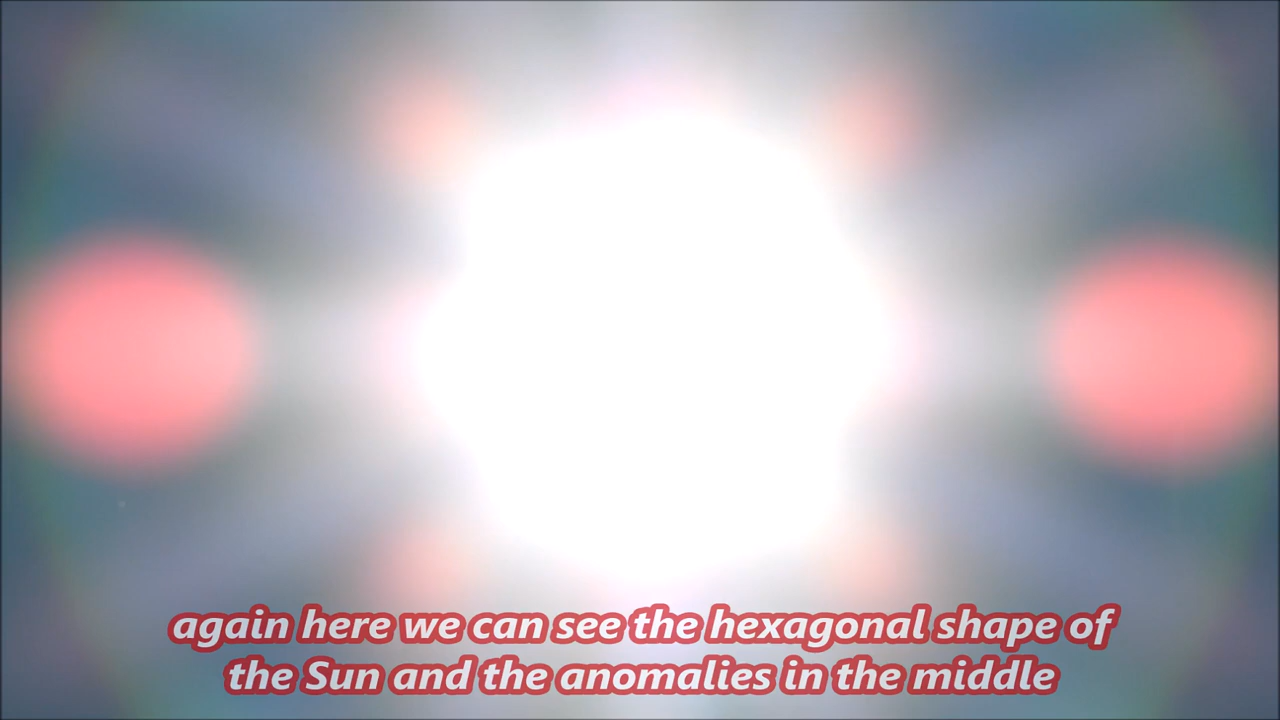 again here we can see the hexagonal shape of
the Sun and the anomalies in the middle